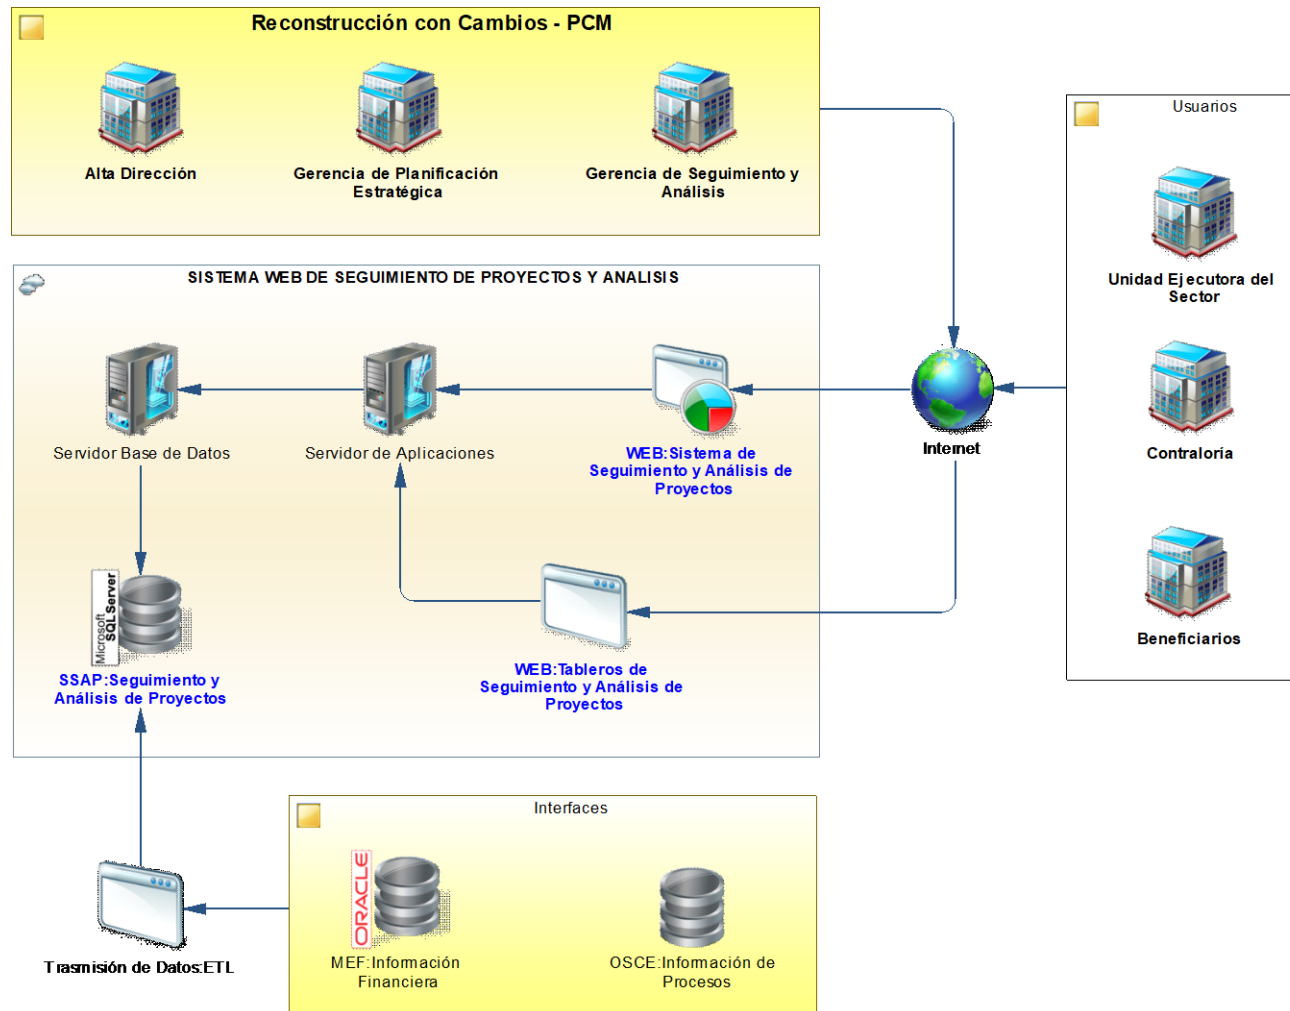 Reconstrucción con Cambios - PCM
Alta Dirección
Gerencia de Planificación
Estratégica
Gerencia de Seguimiento y
Análisis
Usuarios
Unidad Ejecutora del
Sector
Contraloría
Beneficiarios
SISTEMA WEB DE SEGUIMIENTO DE PROYECTOS Y ANALISIS
Servidor Base de Datos
Servidor de Aplicaciones
WEB:Sistema de
Seguimiento y Análisis de
Proyectos
Internet
Microsoft
SQL Server
SSAP:Seguimiento y
Análisis de Proyectos
WEB:Tableros de
Seguimiento y Análisis de
Proyectos
Interfaces
ORACLE
MEF:Información
Financiera
OSCE:Información de
Procesos
Trasmisión de Datos:ETL